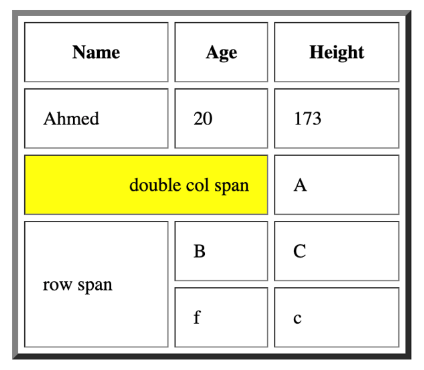 Name Age Height
Ahmed 20 173
double col span A
B C
row span
f c